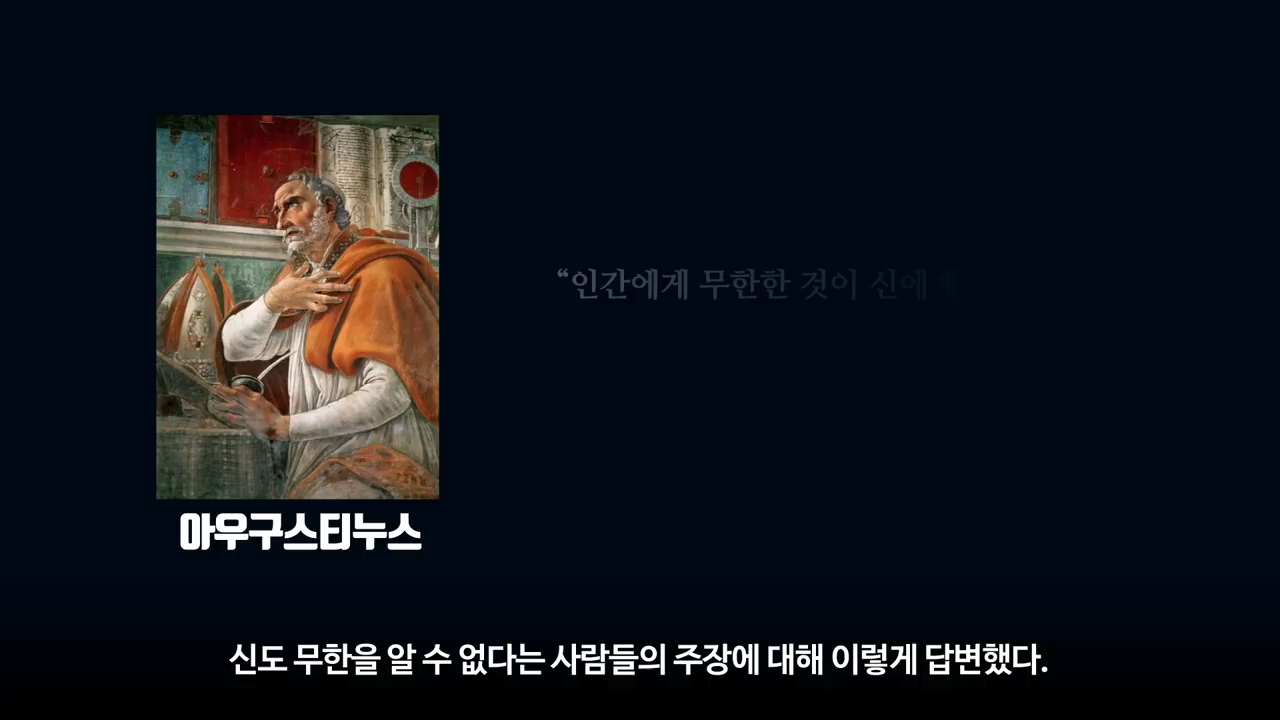 “인간에게 무한한 것이 신에게
아우구스티누스
신도 무한을 알 수 없다는 사람들의 주장에 대해 이렇게 답변했다.